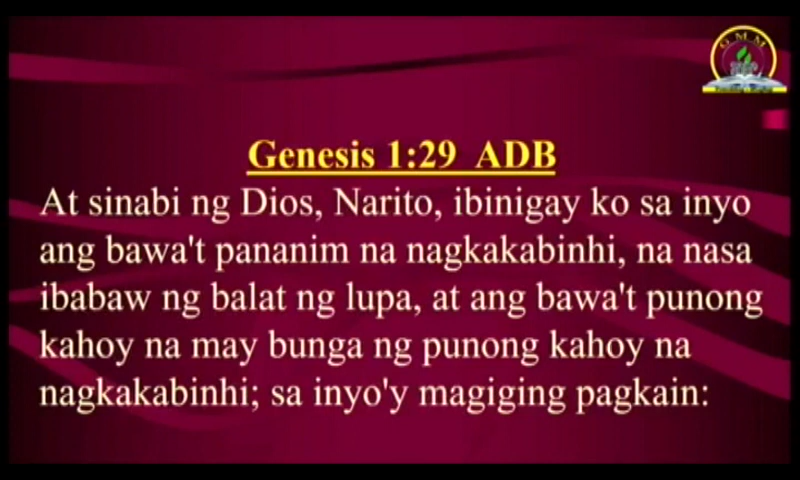 GMM
Genesis 1:29 ADB
At sinabi ng Dios, Narito, ibinigay ko sa inyo
ang bawa't pananim na nagkakabinhi, na nasa
ibabaw ng balat ng lupa, at ang bawa't punong
kahoy na may bunga ng punong kahoy na
nagkakabinhi; sa inyo'y magiging pagkain: